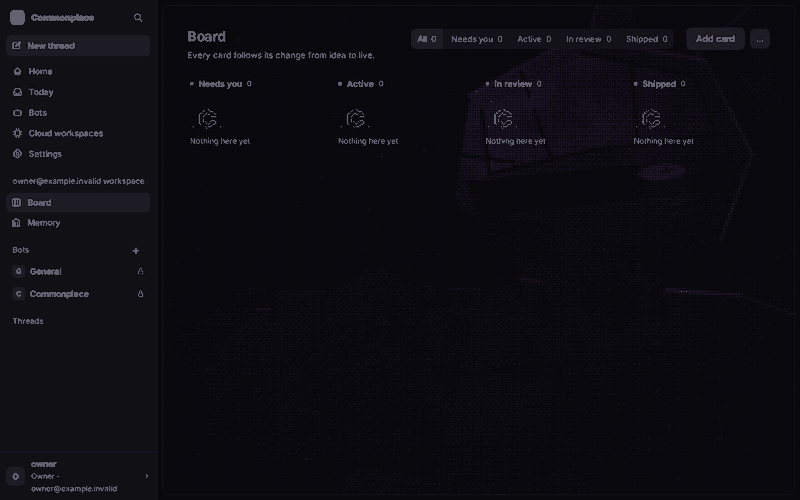 Commonplace
New thread
Home
Today
Bots
Cloud workspaces
Settings
owner@example.invalid workspace
Board
Memory
Bots
+
G General
C Commonplace
Threads
owner
Owner -
owner@example.invalid
Board
Every card follows its change from idea to live.
All 0 Needs you 0 Active 0 In review 0 Shipped 0
Add card
...
Needs you 0
Nothing here yet
Active 0
Nothing here yet
In review 0
Nothing here yet
Shipped 0
Nothing here yet